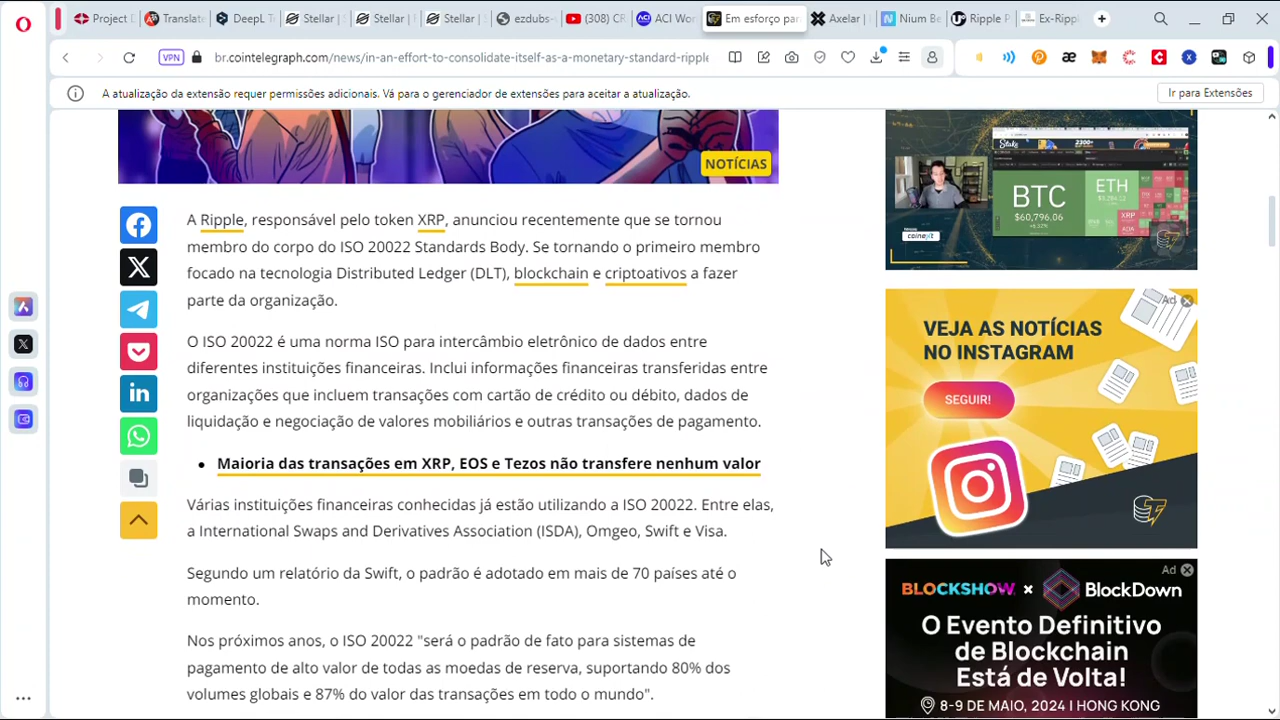 Project D
Translate
DeepL T
Stellar |
Stellar | 
Stellar |
ezdubs-
(308) CR
ACI Wor
Em esforço para
Axelar |
Nium Be
Ripple P
Ex-Ripp
VPN
br.cointelegraph.com/news/in-an-effort-to-consolidate-itself-as-a-monetary-standard-ripple
A atualização da extensão requer permissões adicionais. Vá para o gerenciador de extensões para aceitar a atualização.
Ir para Extensões
NOTÍCIAS
A Ripple, responsável pelo token XRP, anunciou recentemente que se tornou
membro do corpo do ISO 20022 Standards Body. Se tornando o primeiro membro
focado na tecnologia Distributed Ledger (DLT), blockchain e criptoativos a fazer
parte da organização.
O ISO 20022 é uma norma ISO para intercâmbio eletrônico de dados entre
diferentes instituições financeiras. Inclui informações financeiras transferidas entre
organizações que incluem transações com cartão de crédito ou débito, dados de
liquidação e negociação de valores mobiliários e outras transações de pagamento.
• Maioria das transações em XRP, EOS e Tezos não transfere nenhum valor
Várias instituições financeiras conhecidas já estão utilizando a ISO 20022. Entre elas,
a International Swaps and Derivatives Association (ISDA), Omgeo, Swift e Visa.
Segundo um relatório da Swift, o padrão é adotado em mais de 70 países até o
momento.
Nos próximos anos, o ISO 20022 "será o padrão de fato para sistemas de
pagamento de alto valor de todas as moedas de reserva, suportando 80% dos
volumes globais e 87% do valor das transações em todo o mundo".
BTC
$60,796.06
ETH
XRP
ADA
coinext
Ad
VEJA AS NOTÍCIAS
NO INSTAGRAM
SEGUIR!
Ad
BLOCKSHOW × BlockDown
O Evento Definitivo
de Blockchain
Está de Volta!
8-9 DE MAIO, 2024 I HONG KONG